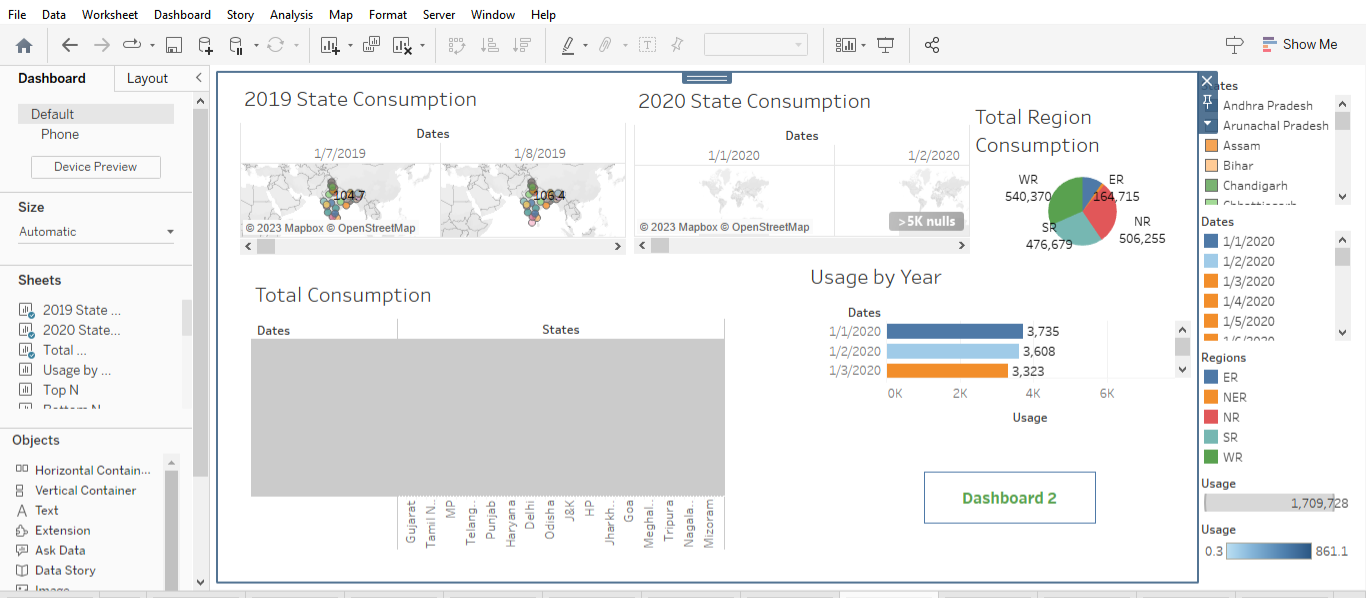 File Data Worksheet Dashboard Story Analysis Map Format Server Window Help
Show Me
Dashboard Layout
Default
Phone
Device Preview
Size
Automatic
Sheets
2019 State ...
2020 State...
Total ...
Usage by ...
Top N
Bottom N
Objects
Horizontal Contain...
Vertical Container
Text
Extension
Ask Data
Data Story
Image
2019 State Consumption
Dates
1/7/2019 1/8/2019
104.7 106.4
© 2023 Mapbox © OpenStreetMap
2020 State Consumption
Dates
1/1/2020 1/2/2020
© 2023 Mapbox © OpenStreetMap
>5K nulls
Total Region
Consumption
WR
540,370
ER
164,715
SR
476,679
NR
506,255
Total Consumption
Dates States
Gujarat
Tamil N..
MP
Telang..
Punjab
Haryana
Delhi
Odisha
J&K
HP
Jharkh..
Goa
Meghal..
Tripura
Nagala..
Mizoram
Usage by Year
Dates
1/1/2020 3,735
1/2/2020 3,608
1/3/2020 3,323
0K 2K 4K 6K
Usage
Dashboard 2
Andhra Pradesh
Arunachal Pradesh
Assam
Bihar
Chandigarh
Dates
1/1/2020
1/2/2020
1/3/2020
1/4/2020
1/5/2020
1/6/2020
Regions
ER
NER
NR
SR
WR
Usage
1,709,728
Usage
0.3 861.1